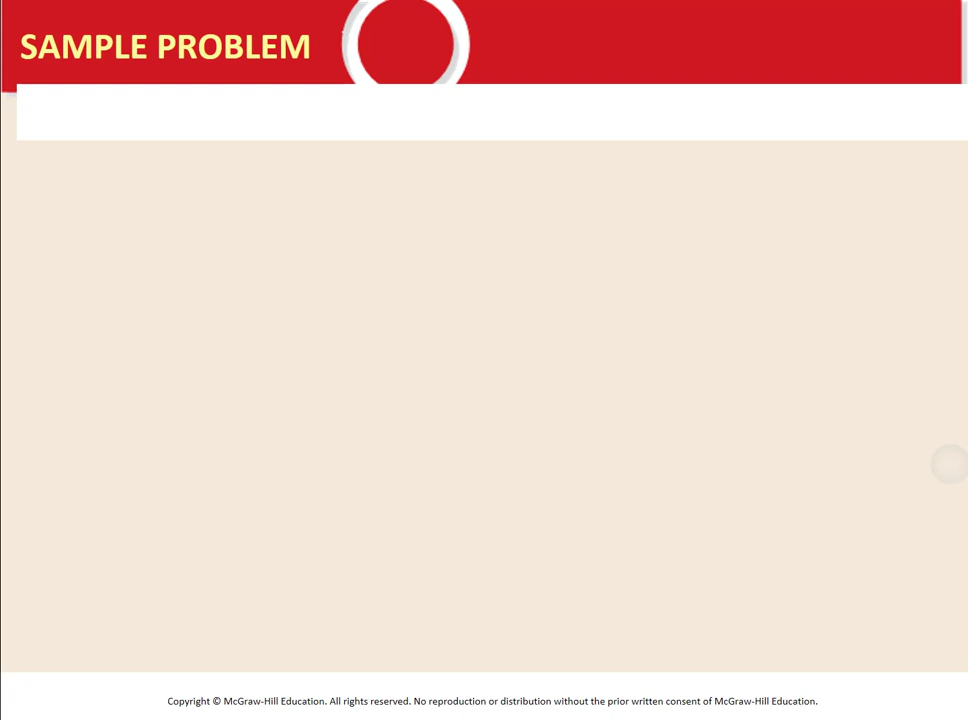 SAMPLE PROBLEM
Copyright © McGraw-Hill Education. All rights reserved. No reproduction or distribution without the prior written consent of McGraw-Hill Education.